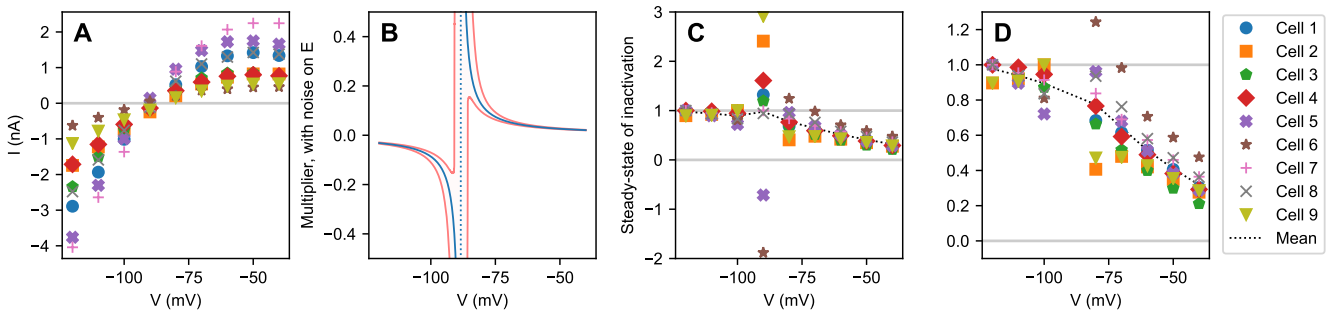 A
I (nA)
2
1
0
−1
−2
−3
−4
−100
−75
−50
V (mV)
B
Multiplier, with noise on E
0.4
0.2
0.0
−0.2
−0.4
−100
−75
−50
V (mV)
C
Steady-state of inactivation
3
2
1
0
−1
−2
−100
−75
−50
V (mV)
D
1.2
1.0
0.8
0.6
0.4
0.2
0.0
−100
−75
−50
V (mV)
Cell 1
Cell 2
Cell 3
Cell 4
Cell 5
Cell 6
Cell 7
Cell 8
Cell 9
Mean